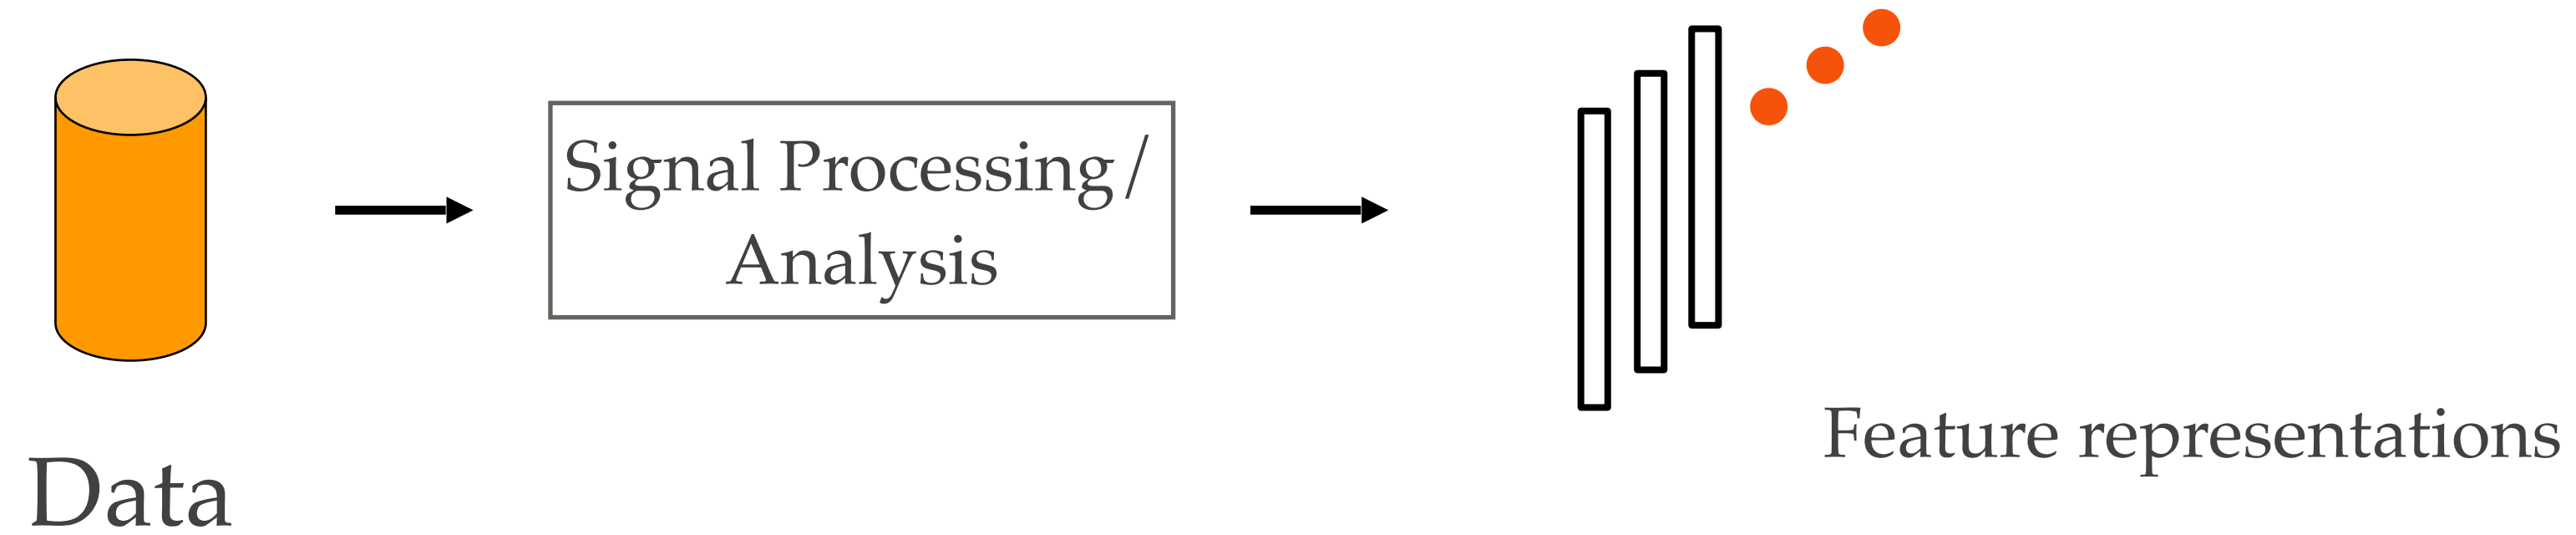 Data
Signal Processing/
Analysis
Feature representations